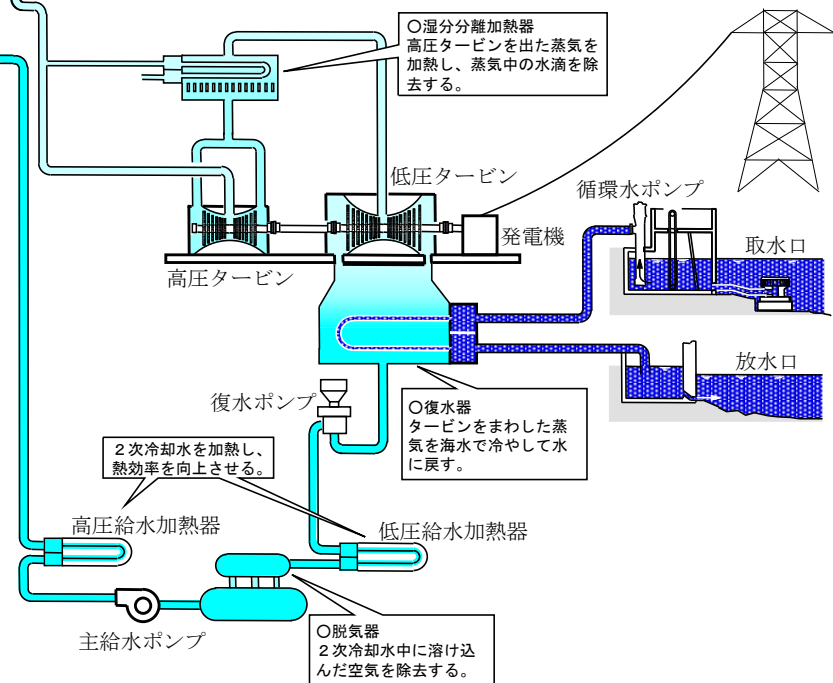 ○湿分分離加熱器
高圧タービンを出た蒸気を
加熱し、蒸気中の水滴を除
去する。
低圧タービン
循環水ポンプ
発電機
取水口
高圧タービン
放水口
復水ポンプ
○復水器
タービンをまわした蒸
気を海水で冷やして水
に戻す。
２次冷却水を加熱し、
熱効率を向上させる。
高圧給水加熱器
低圧給水加熱器
主給水ポンプ
○脱気器
２次冷却水中に溶け込
んだ空気を除去する。